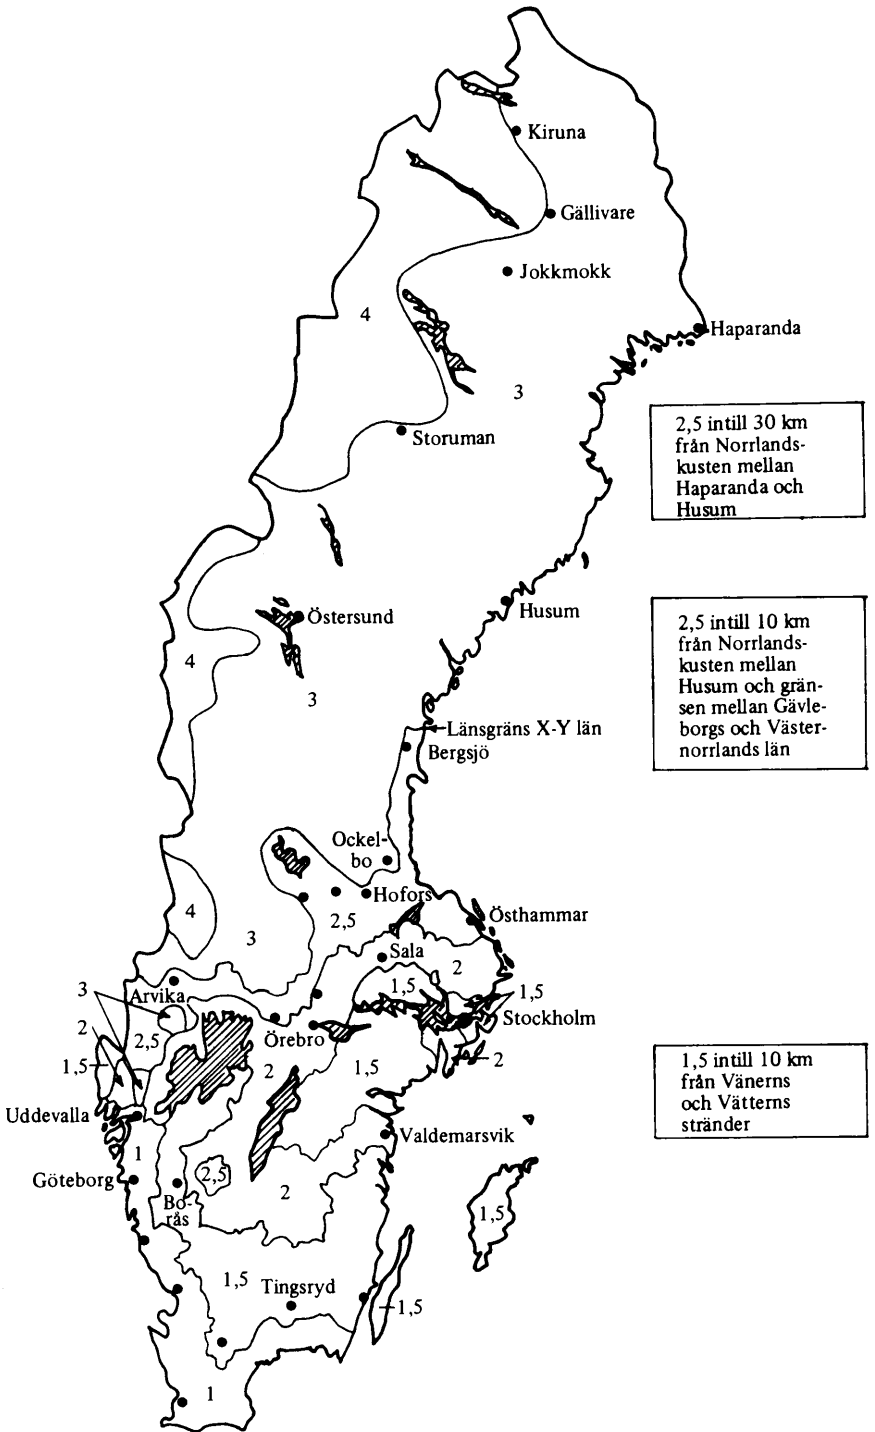 Kiruna
Gällivare
Jokkmokk
4
Haparanda
3
2,5 intill 30 km
från Norrlands-
kusten mellan
Haparanda och
Husum
Storuman
Husum
Östersund
2,5 intill 10 km
från Norrlands-
kusten mellan
Husum och grän-
sen mellan Gävle-
borgs och Väster-
norrlands län
4
3
Länsgräns X-Y län
Bergsjö
Ockel-
bo
Hofors
4
2,5
Östhammar
3
Sala
2
3
Arvika
1,5
1,5
Stockholm
2
2,5
Örebro
1,5
2
1,5
2
1,5 intill 10 km
från Vänerns
och Vätterns
stränder
Uddevalla
Valdemarsvik
1
Göteborg
2,5
2
Bo-
rås
1,5
1,5
Tingsryd
1,5
1